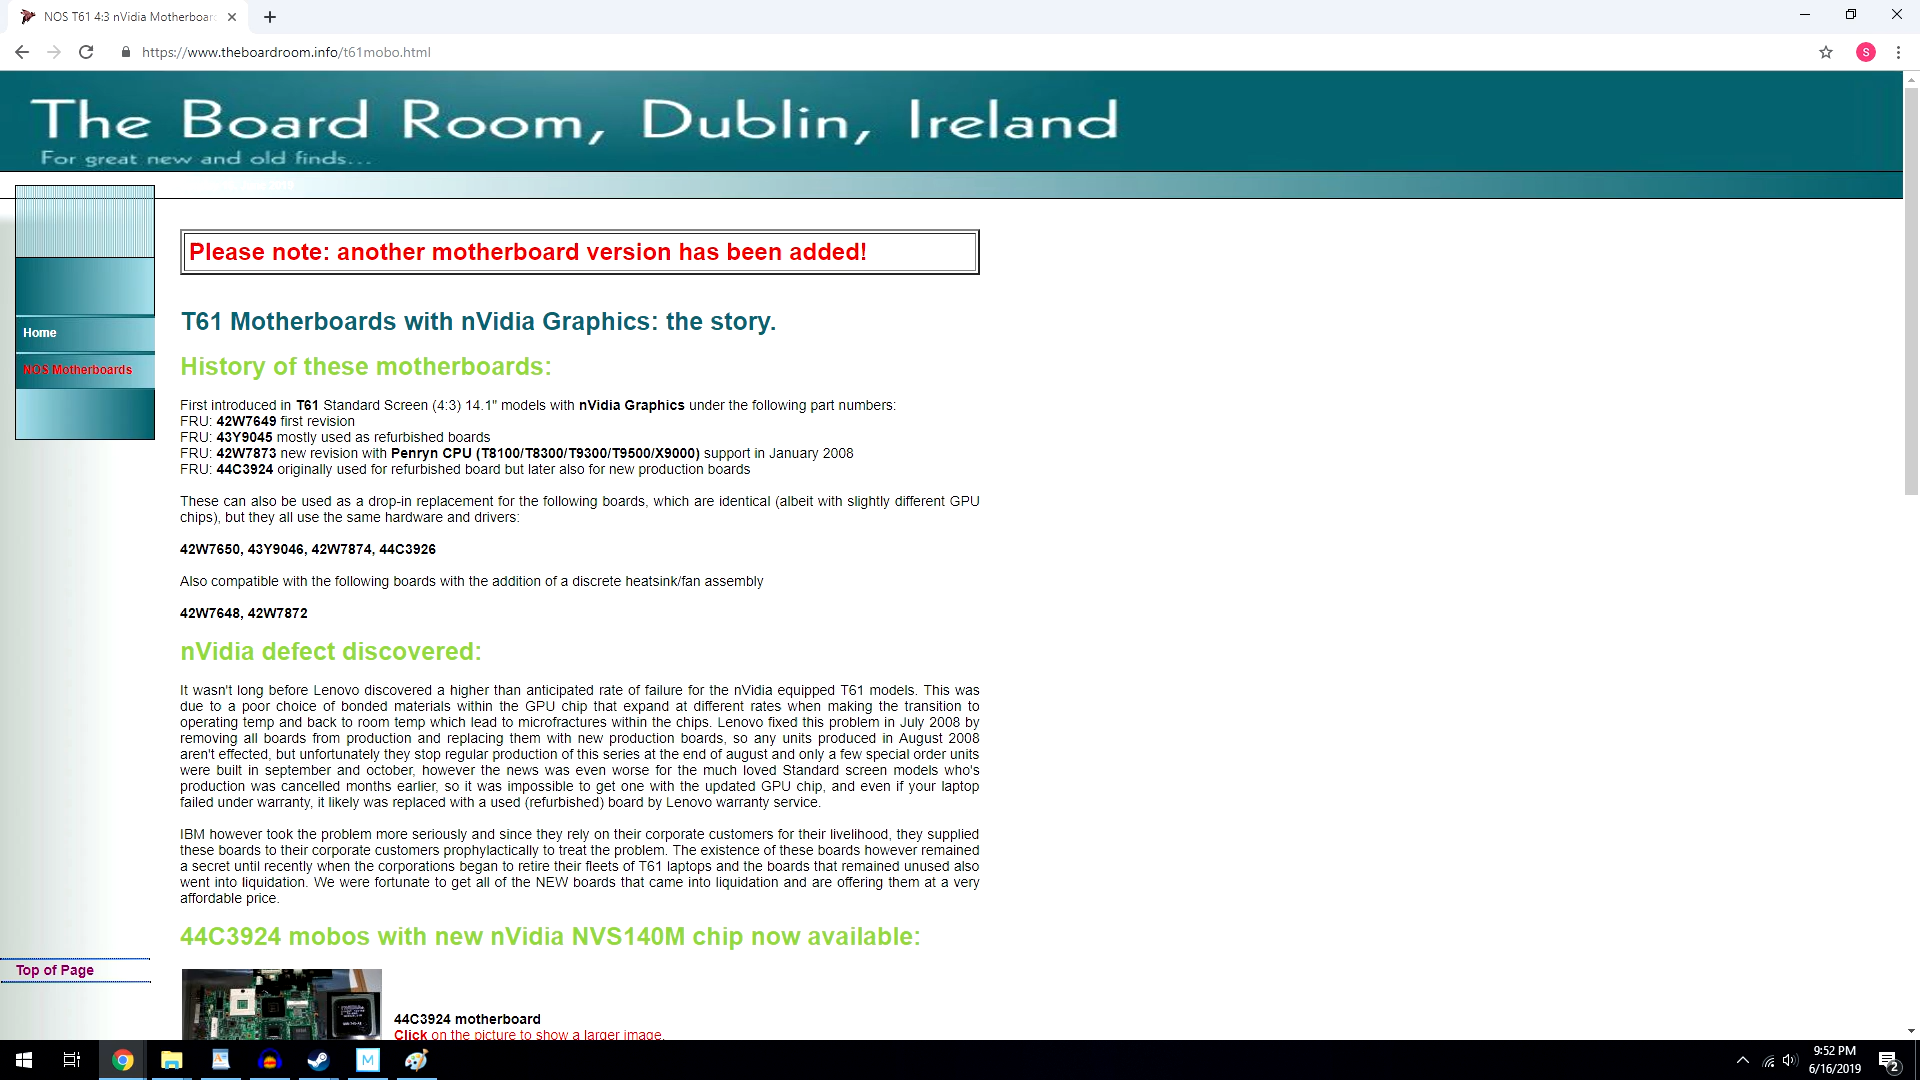 NOS T61 4:3 nVidia Motherboar
https://www.theboardroom.info/t61mobo.html
S
The Board Room, Dublin, Ireland
For great new and old finds...
Home
NOS Motherboards
Please note: another motherboard version has been added!
T61 Motherboards with nVidia Graphics: the story.
History of these motherboards:
First introduced in T61 Standard Screen (4:3) 14.1" models with nVidia Graphics under the following part numbers:
FRU: 42W7649 first revision
FRU: 43Y9045 mostly used as refurbished boards
FRU: 42W7873 new revision with Penryn CPU (T8100/T8300/T9300/T9500/X9000) support in January 2008
FRU: 44C3924 originally used for refurbished board but later also for new production boards
These can also be used as a drop-in replacement for the following boards, which are identical (albeit with slightly different GPU
chips), but they all use the same hardware and drivers:
42W7650, 43Y9046, 42W7874, 44C3926
Also compatible with the following boards with the addition of a discrete heatsink/fan assembly
42W7648, 42W7872
nVidia defect discovered:
It wasn't long before Lenovo discovered a higher than anticipated rate of failure for the nVidia equipped T61 models. This was
due to a poor choice of bonded materials within the GPU chip that expand at different rates when making the transition to
operating temp and back to room temp which lead to microfractures within the chips. Lenovo fixed this problem in July 2008 by
removing all boards from production and replacing them with new production boards, so any units produced in August 2008
aren't effected, but unfortunately they stop regular production of this series at the end of august and only a few special order units
were built in september and october, however the news was even worse for the much loved Standard screen models who's
production was cancelled months earlier, so it was impossible to get one with the updated GPU chip, and even if your laptop
failed under warranty, it likely was replaced with a used (refurbished) board by Lenovo warranty service.
IBM however took the problem more seriously and since they rely on their corporate customers for their livelihood, they supplied
these boards to their corporate customers prophylactically to treat the problem. The existence of these boards however remained
a secret until recently when the corporations began to retire their fleets of T61 laptops and the boards that remained unused also
went into liquidation. We were fortunate to get all of the NEW boards that came into liquidation and are offering them at a very
affordable price.
44C3924 mobos with new nVidia NVS140M chip now available:
Top of Page
44C3924 motherboard
Click on the picture to show a larger image.
M
9:52 PM
6/16/2019
2